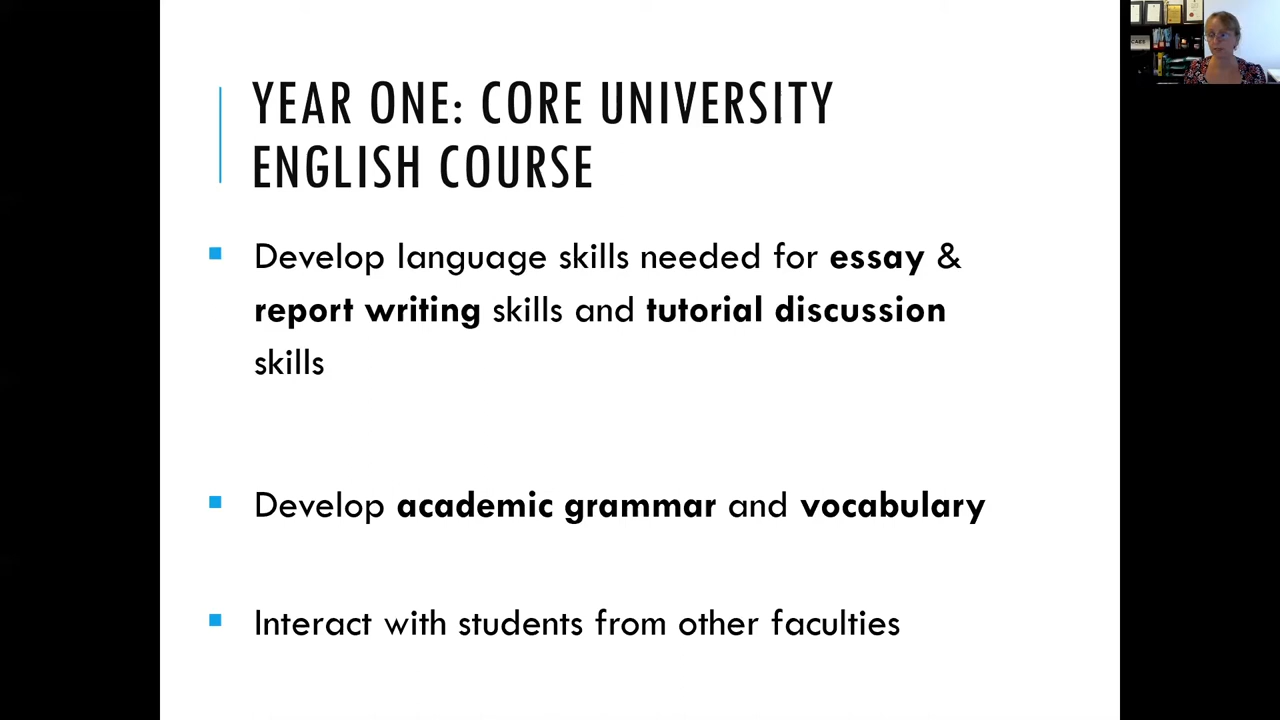 YEAR ONE: CORE UNIVERSITY
ENGLISH COURSE
Develop language skills needed for essay &
report writing skills and tutorial discussion
skills
Develop academic grammar and vocabulary
Interact with students from other faculties